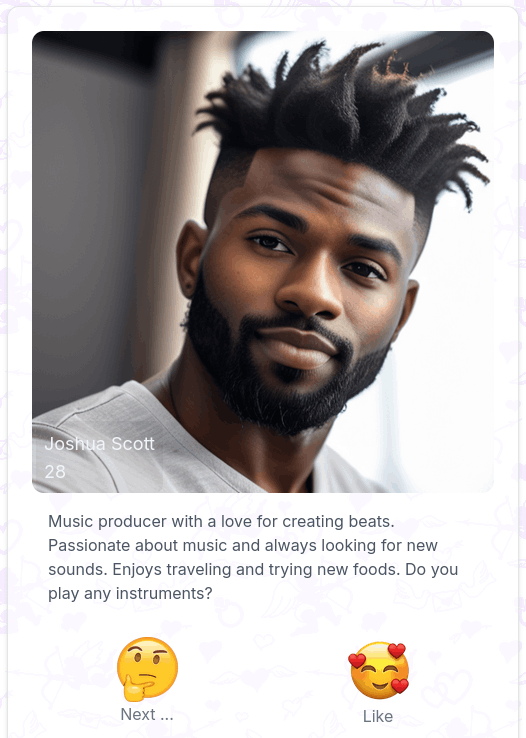 Joshua Scott
28
Music producer with a love for creating beats.
Passionate about music and always looking for new
sounds. Enjoys traveling and trying new foods. Do you
play any instruments?
Next ...
Like